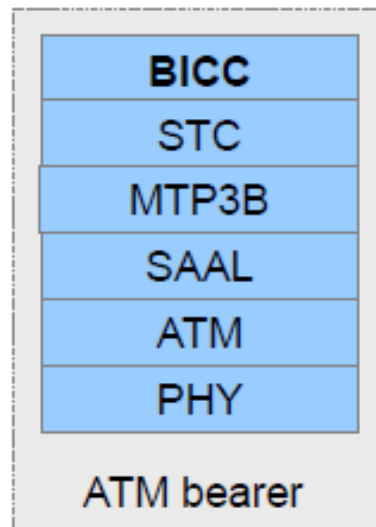 BICC
STC
MTP3B
SAAL
ATM
PHY
ATM bearer